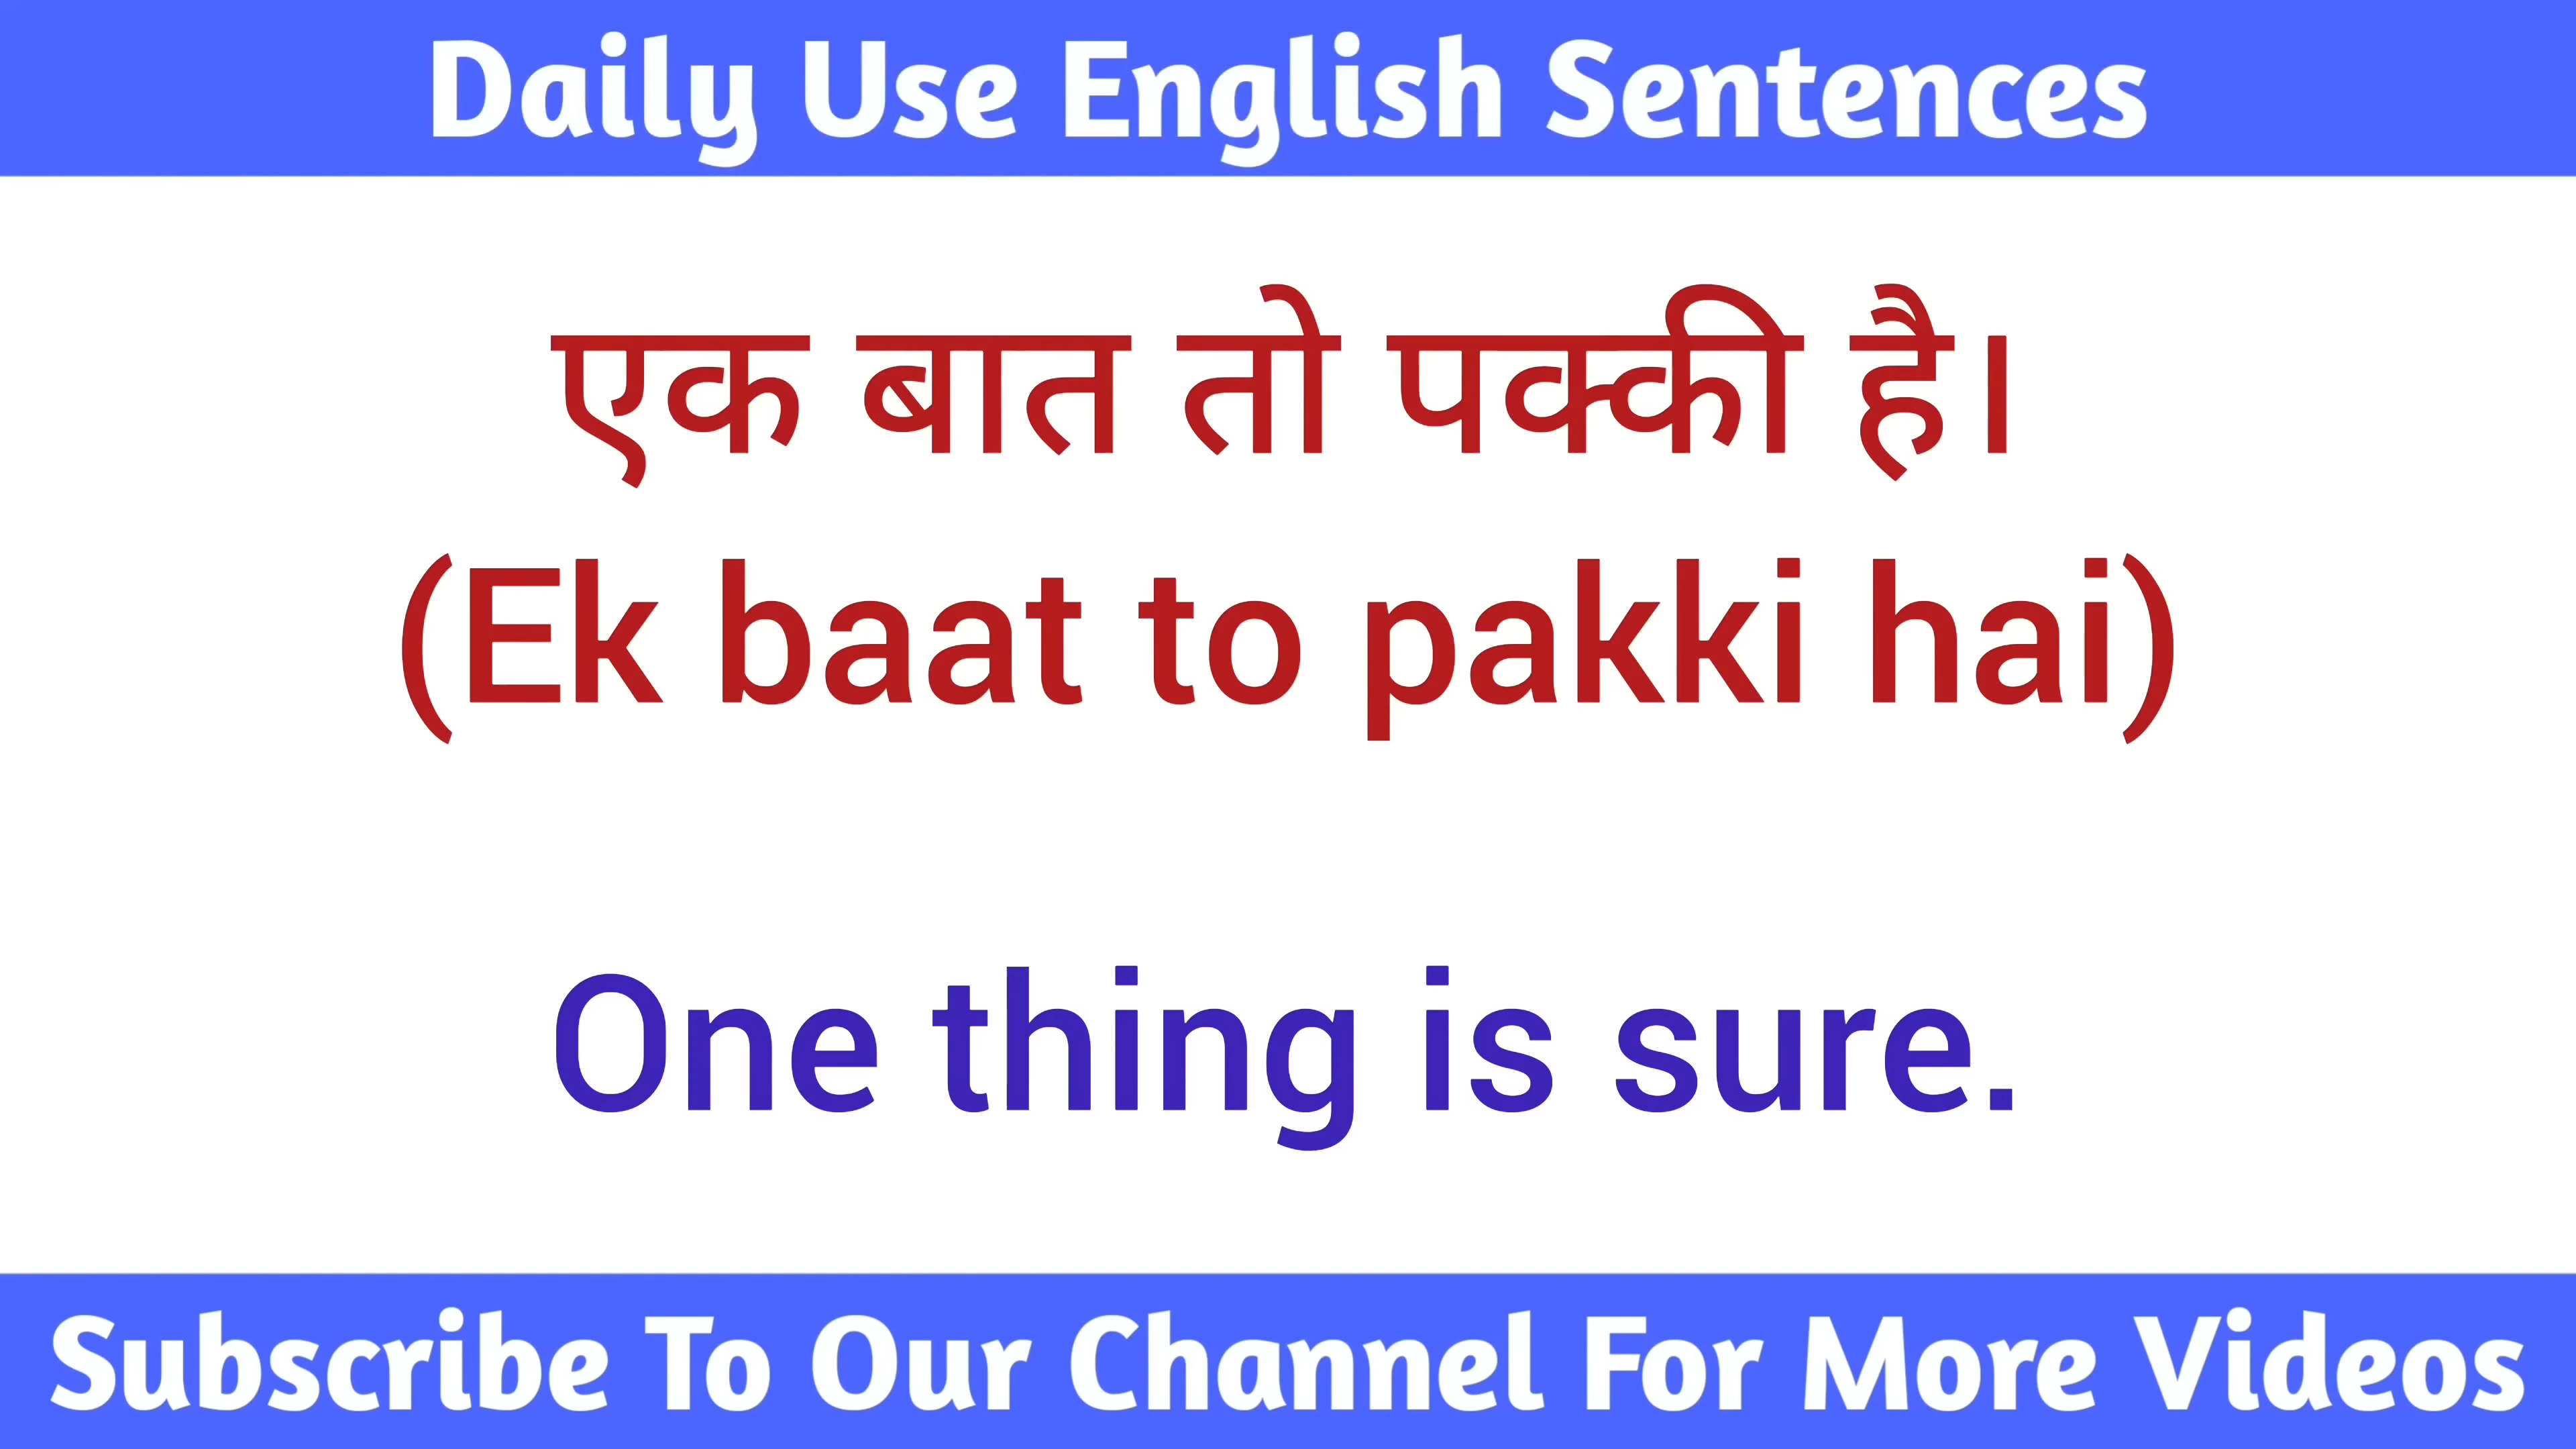 Daily Use English Sentences
एक बात तो पक्की है।
(Ek baat to pakki hai)
One thing is sure.
Subscribe To Our Channel For More Videos